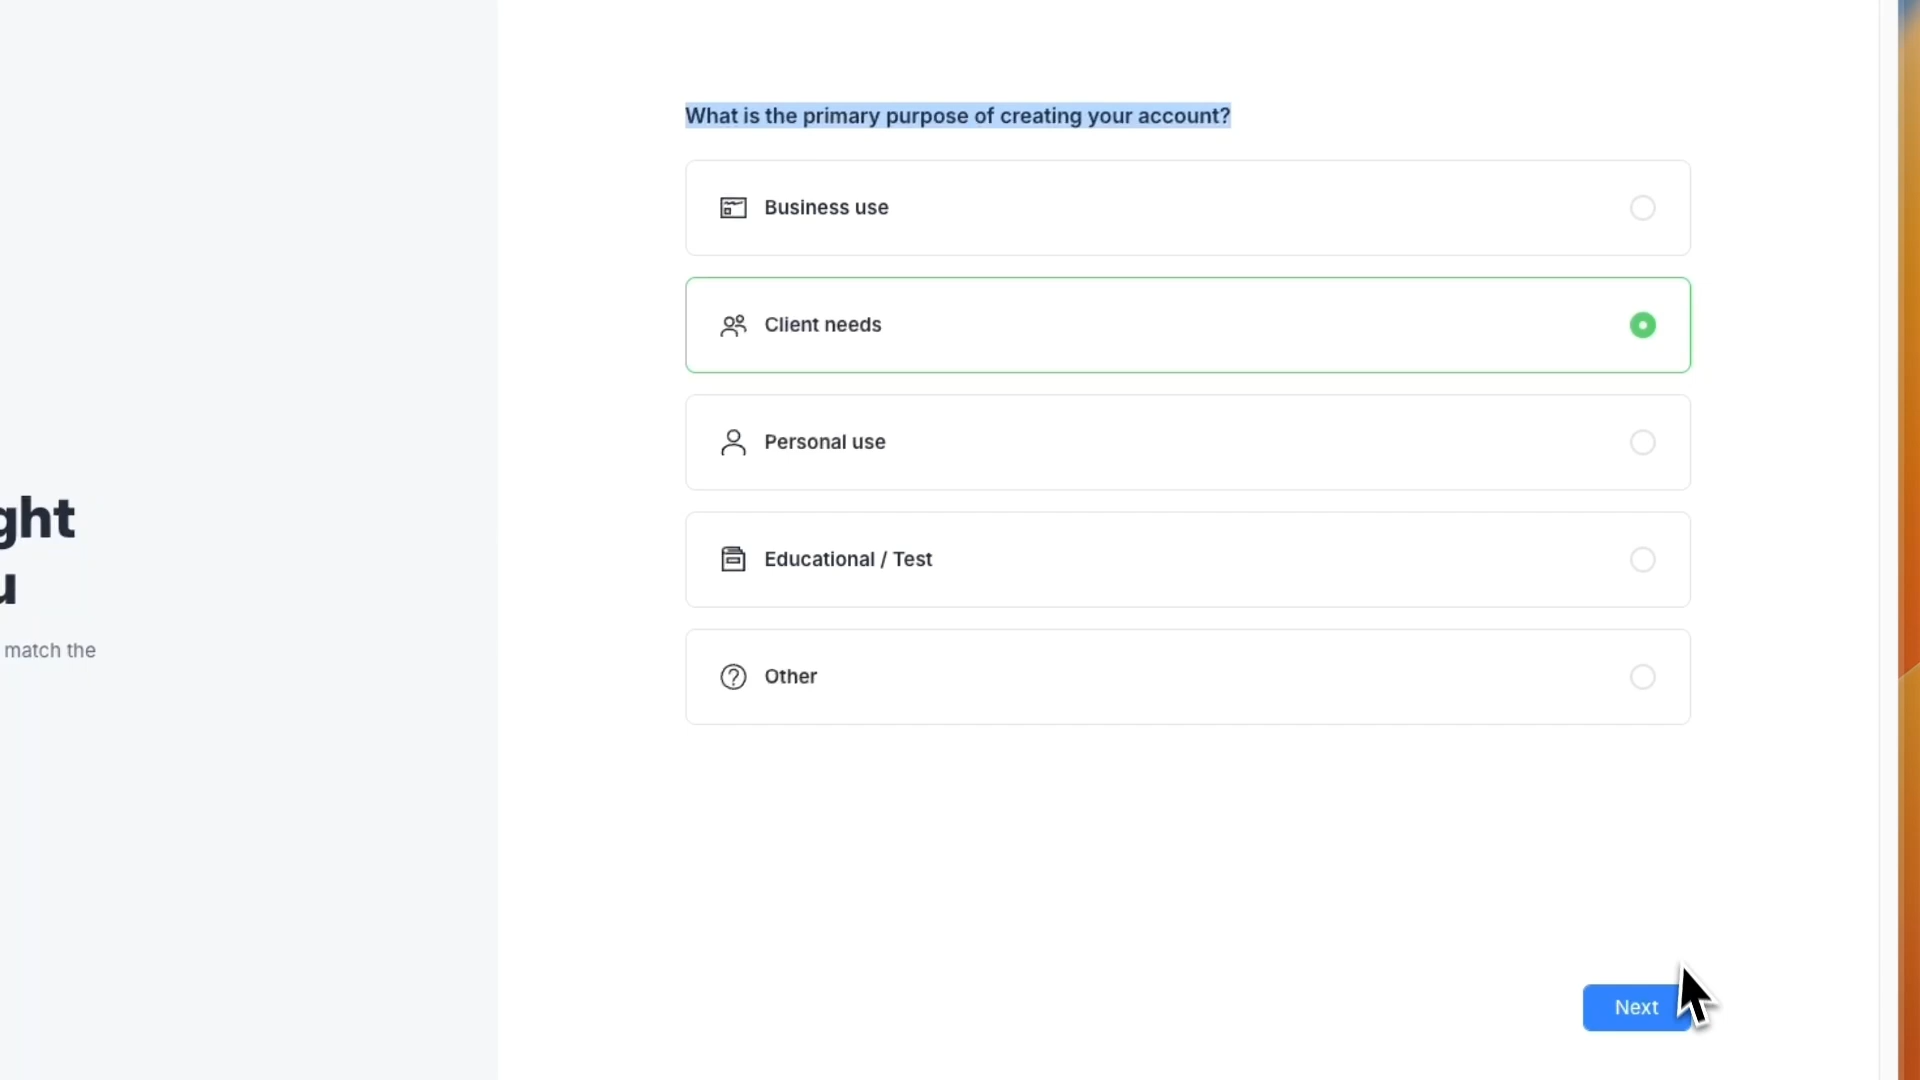 What is the primary purpose of creating your account?
Business use
Client needs
Personal use
Educational / Test
Other
ght
u
match the
Next